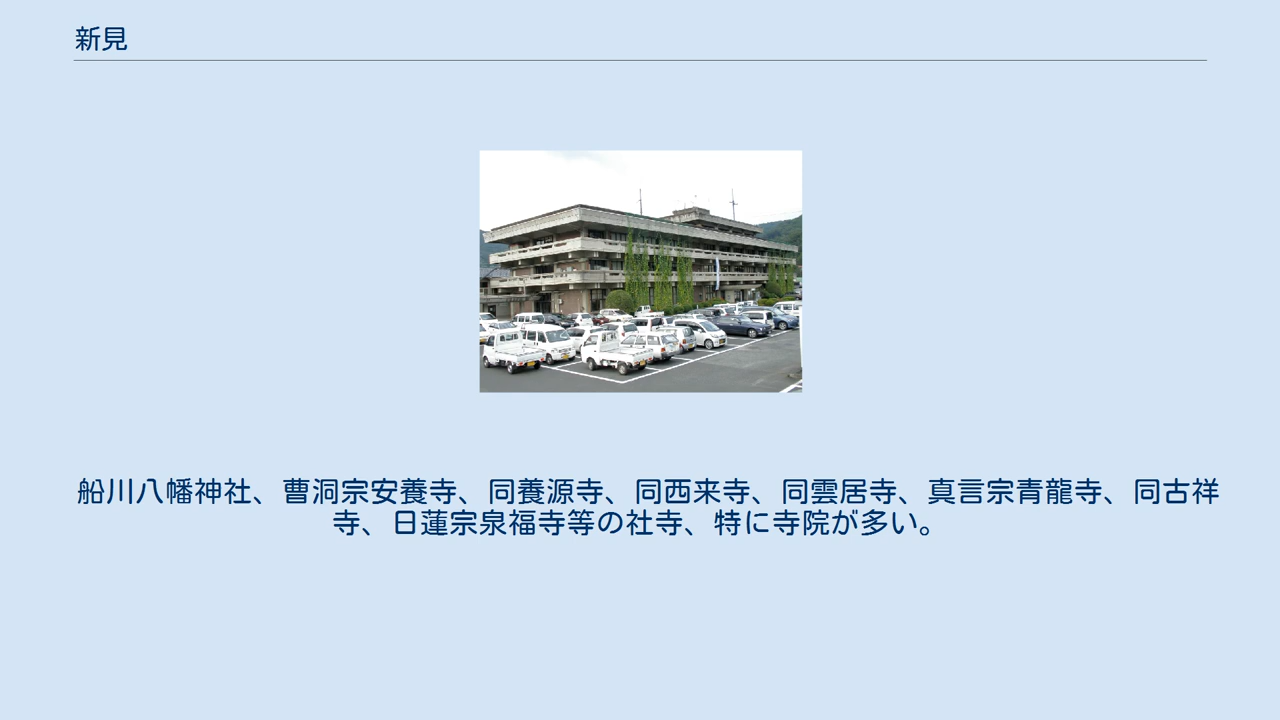 新見
船川八幡神社、曹洞宗安養寺、同養源寺、同西来寺、同雲居寺、真言宗青龍寺、同古祥
寺、日蓮宗泉福寺等の社寺、特に寺院が多い。